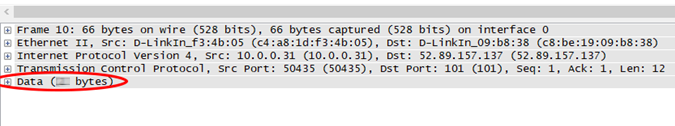 Frame 10: 66 bytes on wire (528 bits), 66 bytes captured (528 bits) on interface 0
Ethernet II, Src: D-LinkIn_f3:4b:05 (c4:a8:1d:f3:4b:05), Dst: D-LinkIn_09:b8:38 (c8:be:19:09:b8:38)
Internet Protocol Version 4, Src: 10.0.0.31 (10.0.0.31), Dst: 52.89.157.137 (52.89.157.137)
Transmission Control Protocol, Src Port: 50435 (50435), Dst Port: 101 (101), Seq: 1, Ack: 1, Len: 12
Data ( bytes)